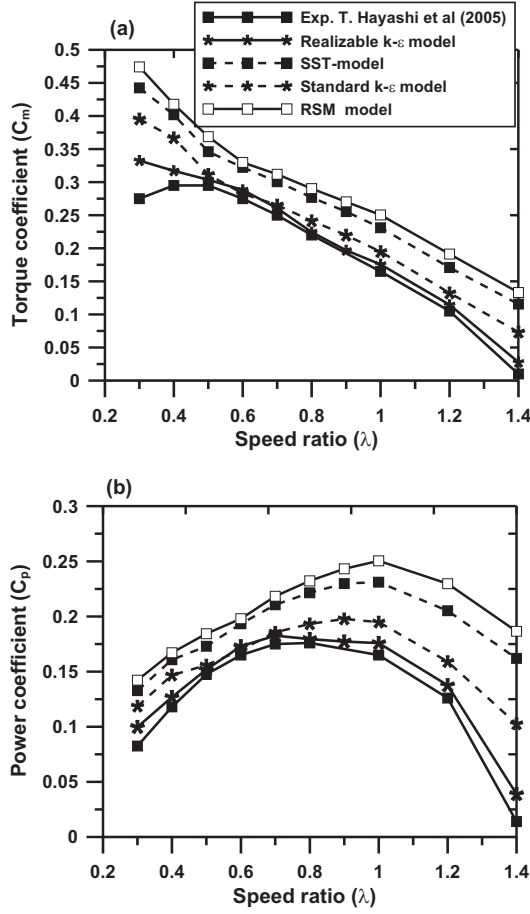 (a)
Exp. T. Hayashi et al (2005)
Realizable k-ε model
SST-model
Standard k-ε model
RSM model
Torque coefficient (Cm)
0.5
0.45
0.4
0.35
0.3
0.25
0.2
0.15
0.1
0.05
0
0.2 0.4 0.6 0.8 1 1.2 1.4
Speed ratio (λ)
(b)
Power coefficient (Cp)
0.3
0.25
0.2
0.15
0.1
0.05
0
0.2 0.4 0.6 0.8 1 1.2 1.4
Speed ratio (λ)